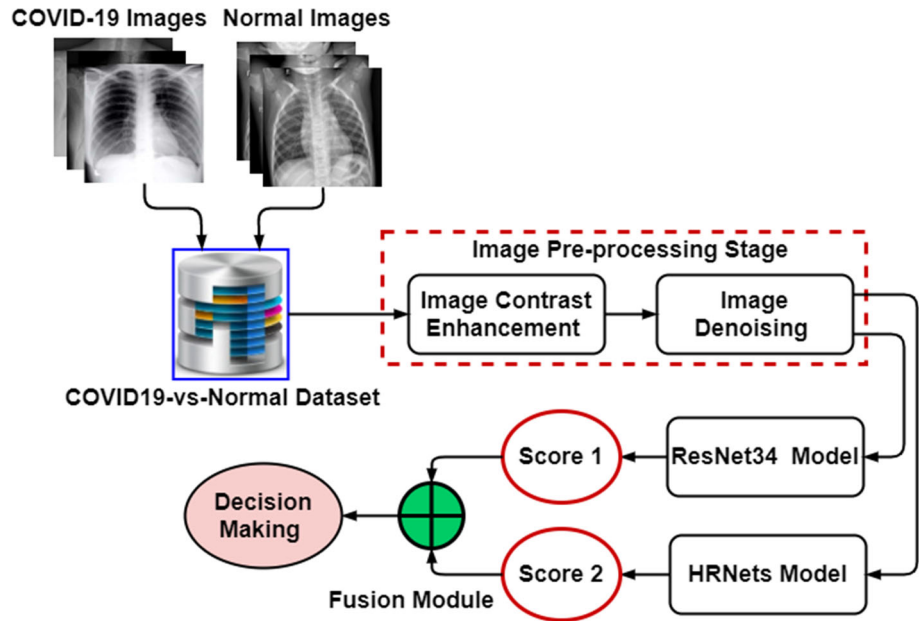 COVID-19 Images
Normal Images
Image Pre-processing Stage
Image Contrast
Enhancement
Image
Denoising
COVID19-vs-Normal Dataset
Score 1
ResNet34 Model
Decision
Making
Score 2
HRNets Model
Fusion Module